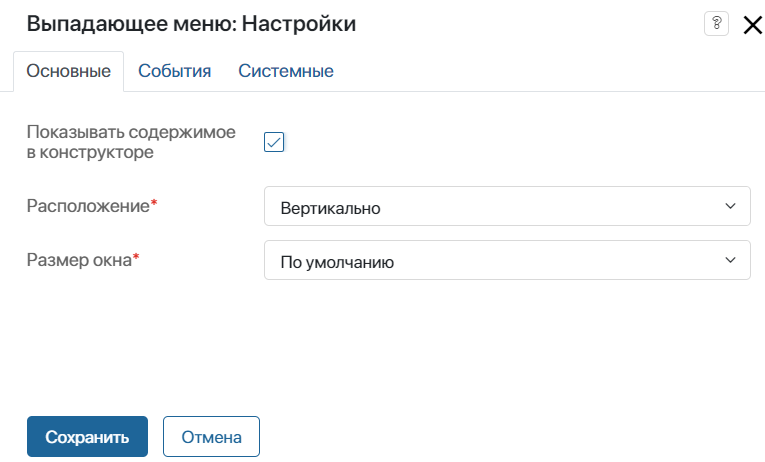 Выпадающее меню: Настройки
?
Основные События Системные
Показывать содержимое
в конструкторе
Расположение*
Вертикально
Размер окна*
По умолчанию
Сохранить Отмена